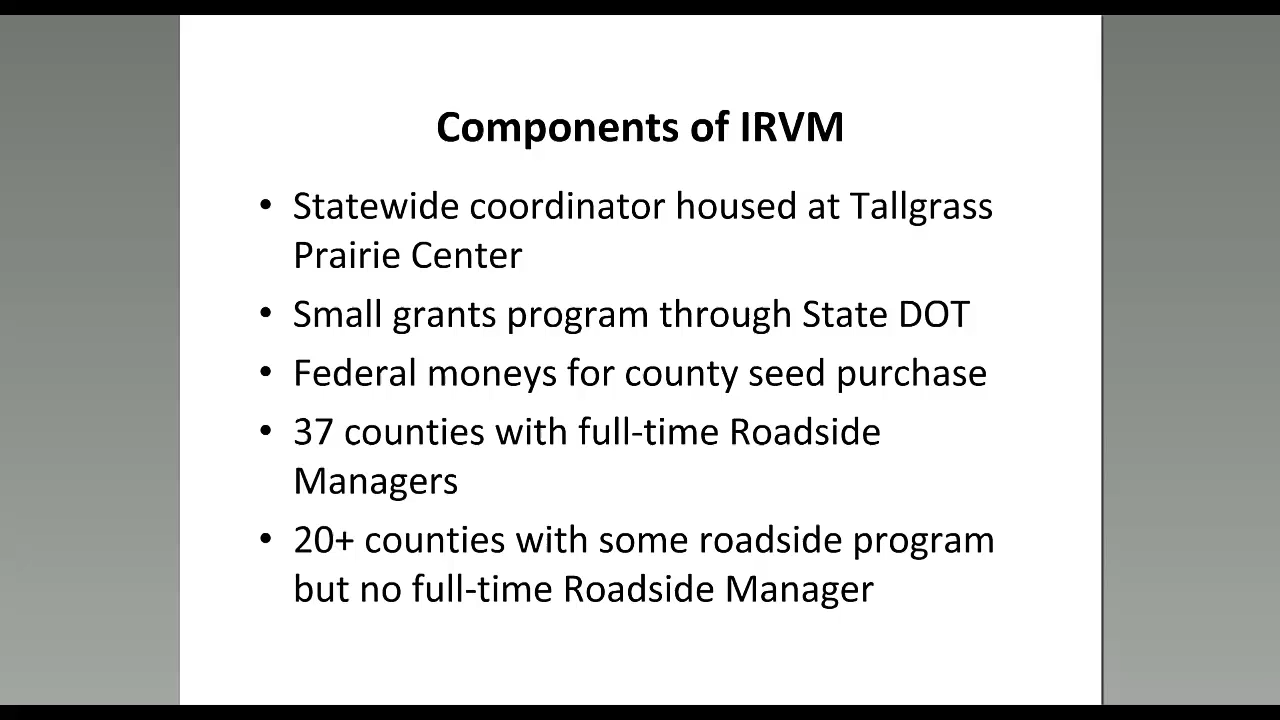 Components of IRVM
• Statewide coordinator housed at Tallgrass
Prairie Center
• Small grants program through State DOT
• Federal moneys for county seed purchase
• 37 counties with full-time Roadside
Managers
• 20+ counties with some roadside program
but no full-time Roadside Manager